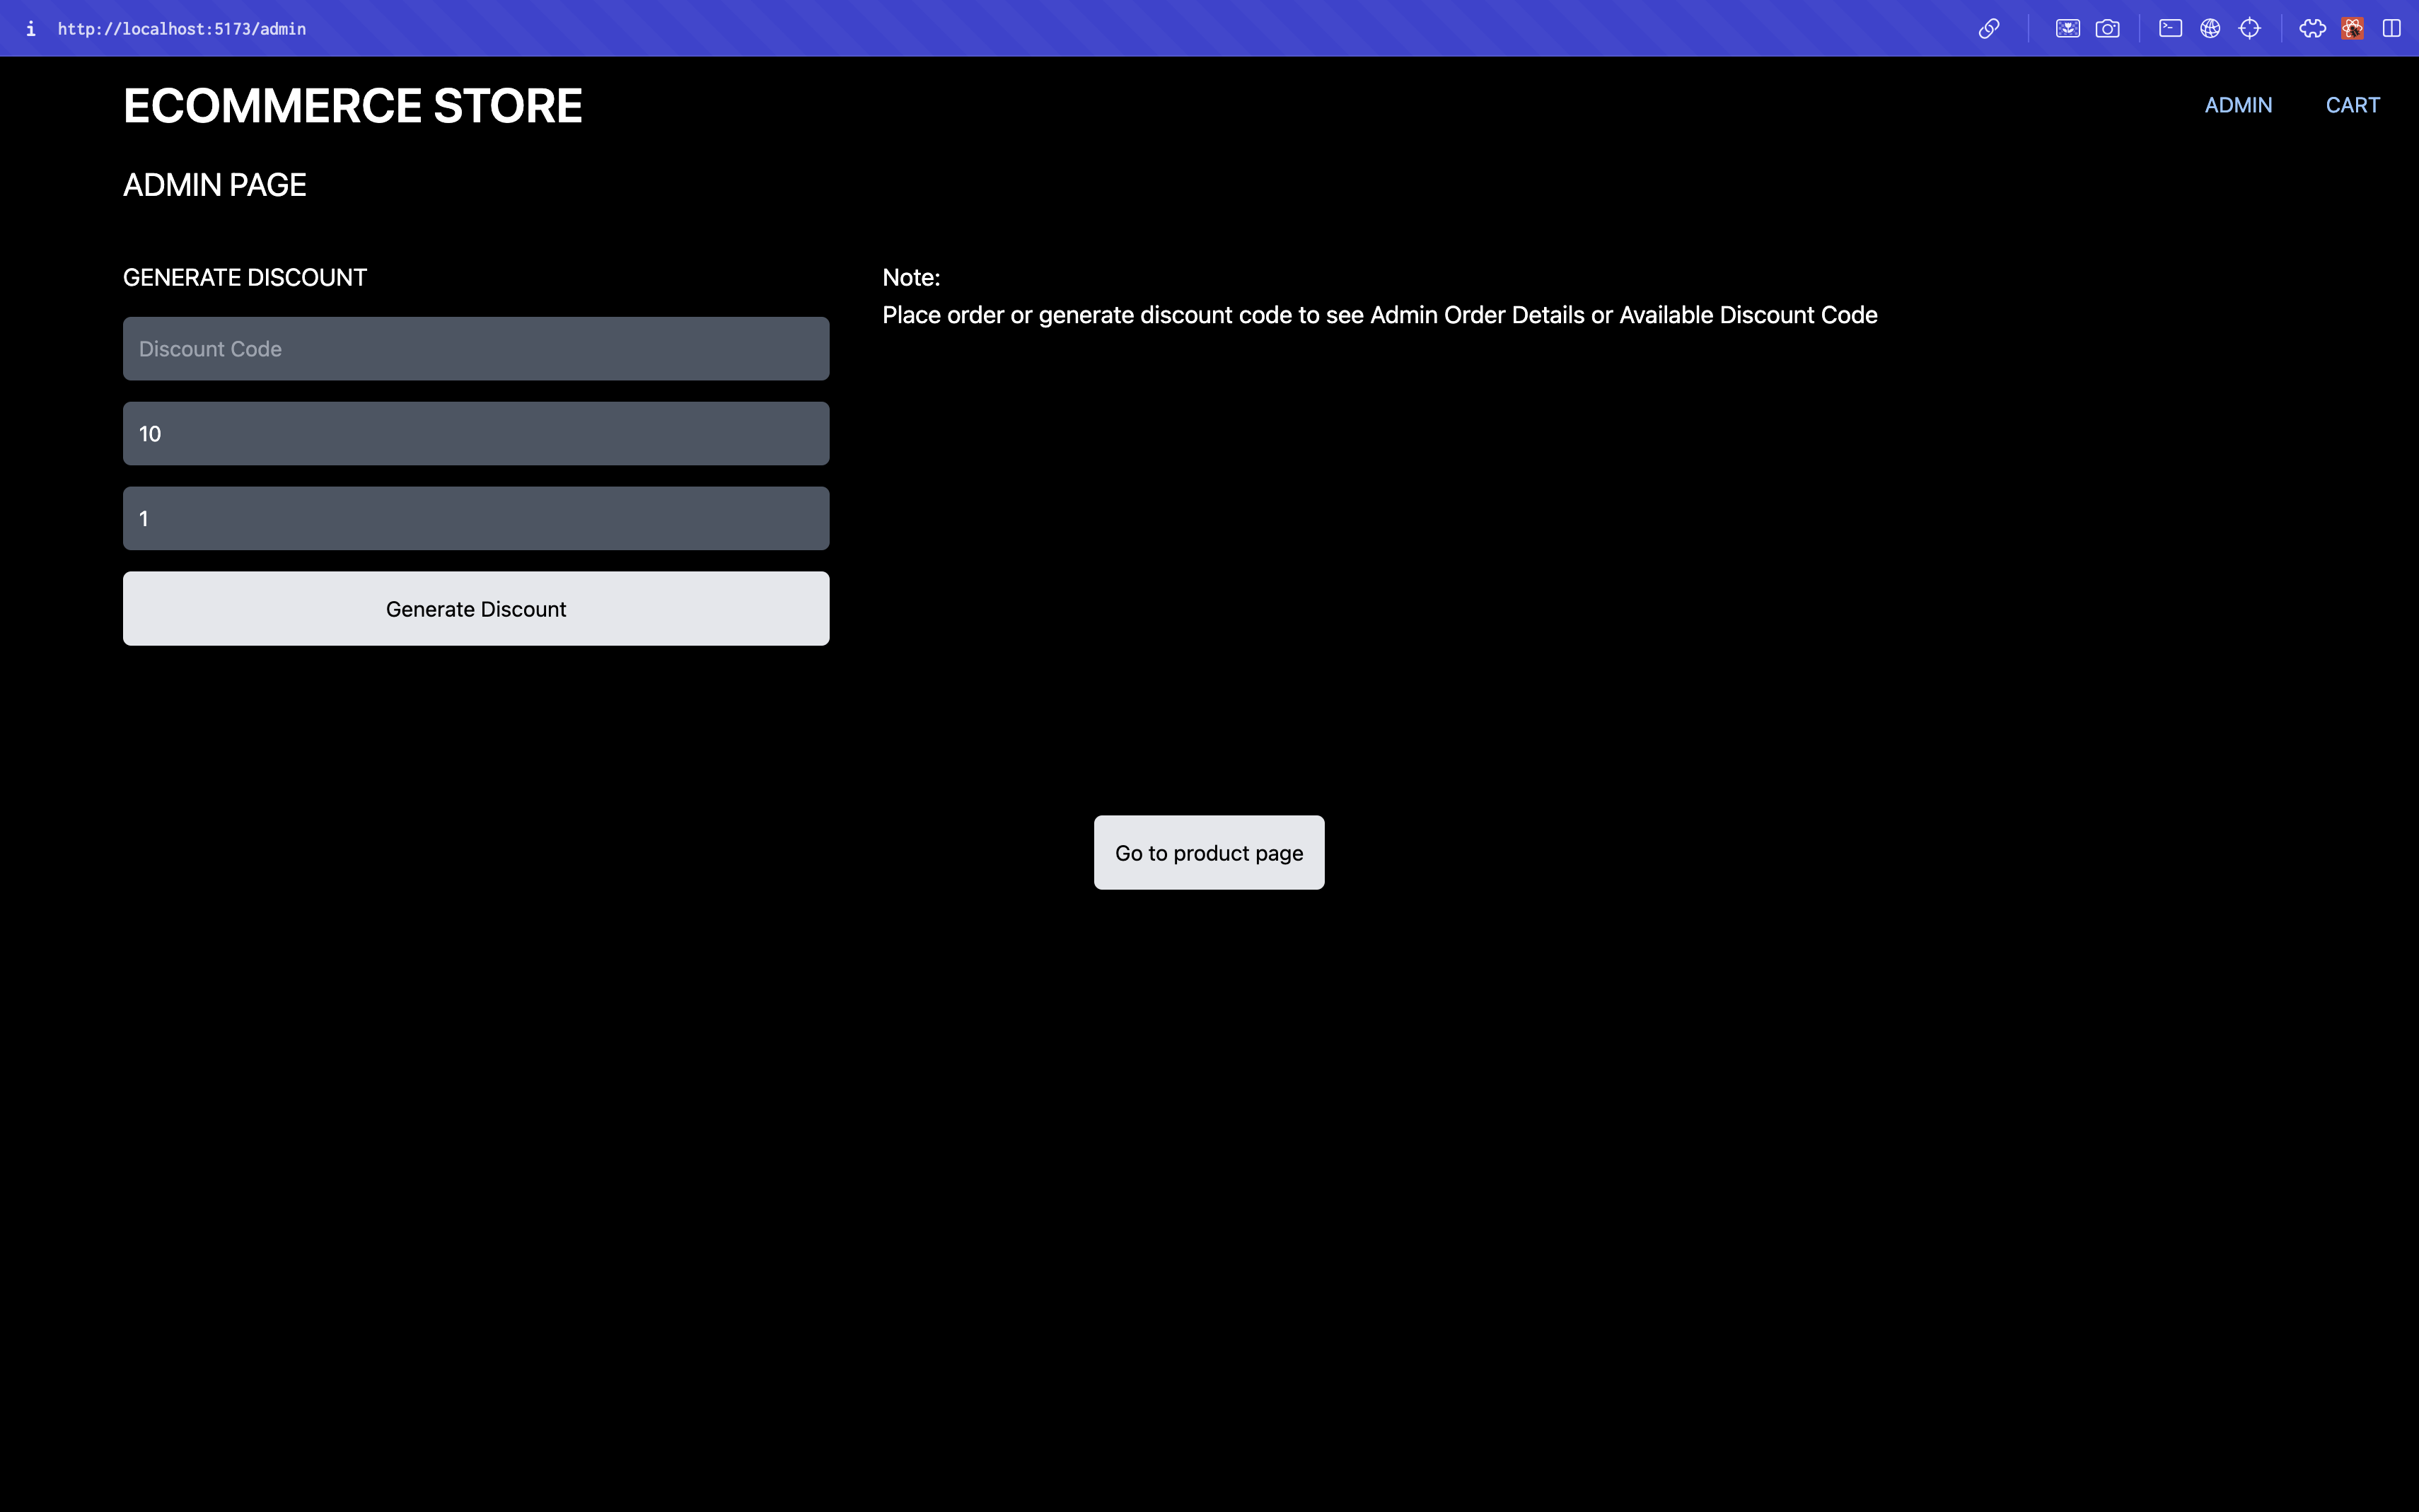 i http://localhost:5173/admin
ECOMMERCE STORE
ADMIN CART
ADMIN PAGE
GENERATE DISCOUNT
Discount Code
10
1
Generate Discount
Note:
Place order or generate discount code to see Admin Order Details or Available Discount Code
Go to product page